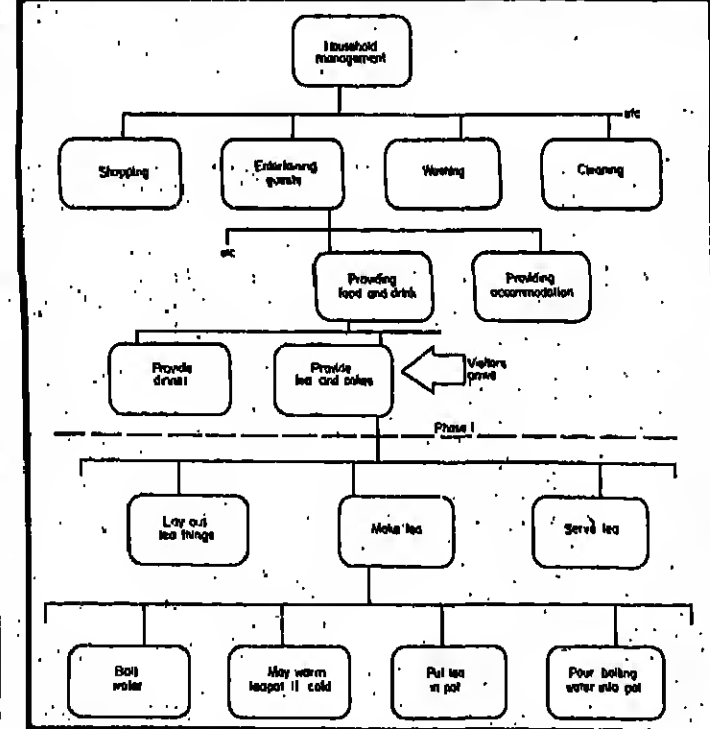 Household
management
etc
Shopping
Entertaining
guests
Washing
Cleaning
etc
Providing
food and drink
Providing
accommodation
Provide
dinner
Provide
tea and cakes
Visitors
arrive
Phase I
Lay out
tea things
Make tea
Serve tea
Boil
water
May warm
teapot if cold
Put tea
in pot
Pour boiling
water into pot